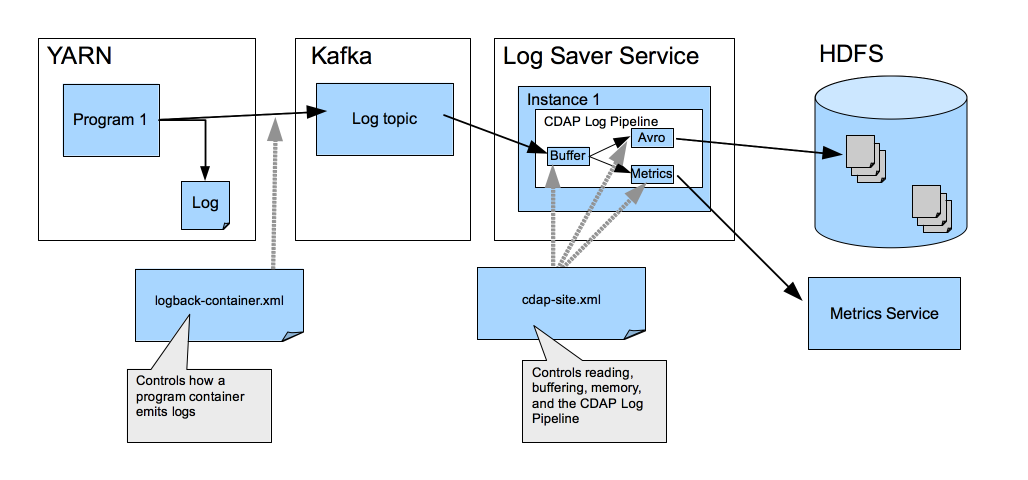 YARN
Program 1
Log
Kafka
Log topic
Log Saver Service
Instance 1
CDAP Log Pipeline
Buffer
Avro
Metrics
HDFS
Metrics Service
logback-container.xml
Controls how a
program container
emits logs
cdap-site.xml
Controls reading,
buffering, memory,
and the CDAP Log
Pipeline